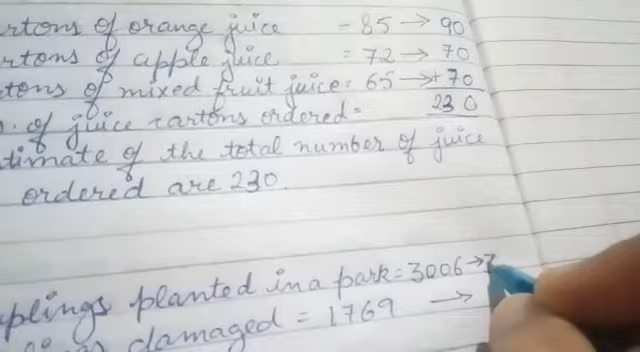 rtons of orange juice = 85 → 90
rtons of apple juice = 72 → 70
tons of mixed fruit juice = 65 → + 70
. of juice cartons ordered = 230
timate of the total number of juice
ordered are 230.
plings planted in a park = 3006 →
damaged = 1769 →